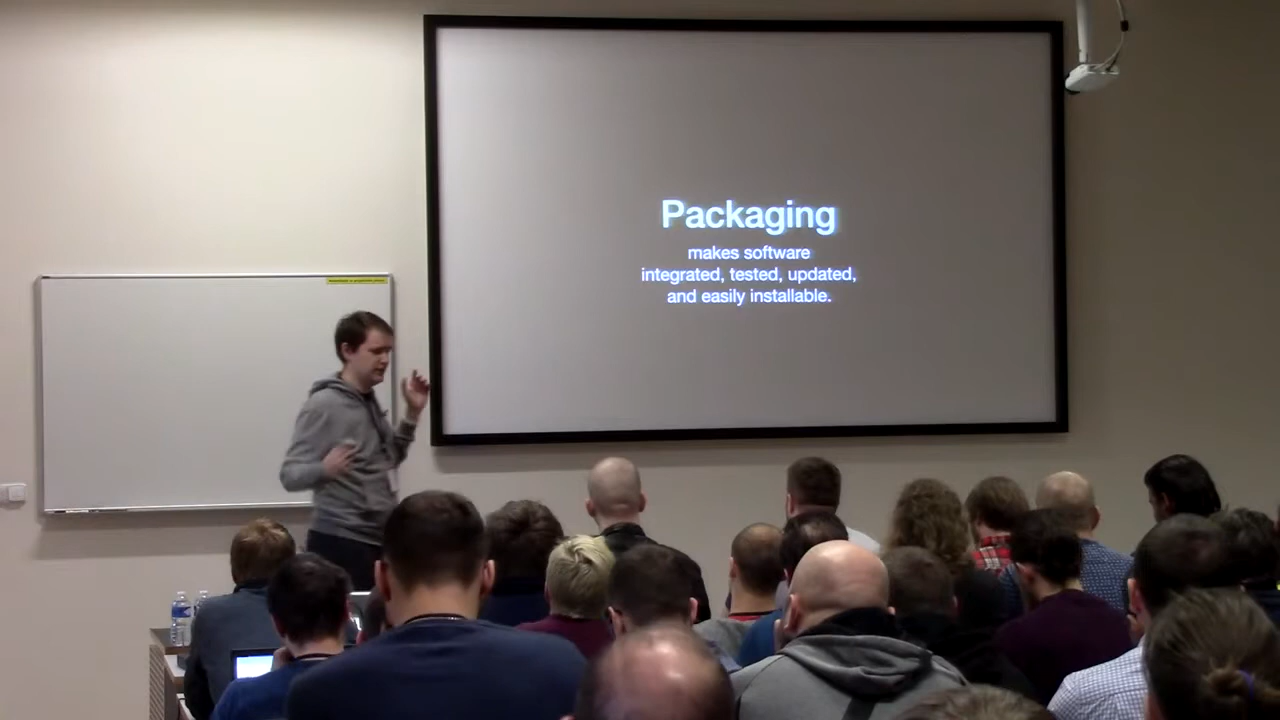 Packaging
makes software
integrated, tested, updated,
and easily installable.